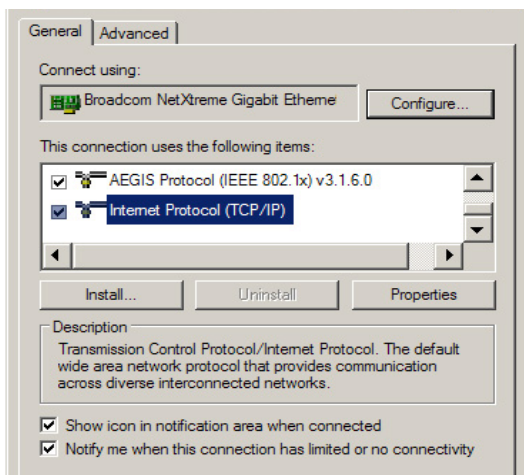 General
Advanced
Connect using:
Broadcom NetXtreme Gigabit Ethernet
Configure...
This connection uses the following items:
AEGIS Protocol (IEEE 802.1x) v3.1.6.0
Internet Protocol (TCP/IP)
Install...
Uninstall
Properties
Description
Transmission Control Protocol/Internet Protocol. The default
wide area network protocol that provides communication
across diverse interconnected networks.
Show icon in notification area when connected
Notify me when this connection has limited or no connectivity